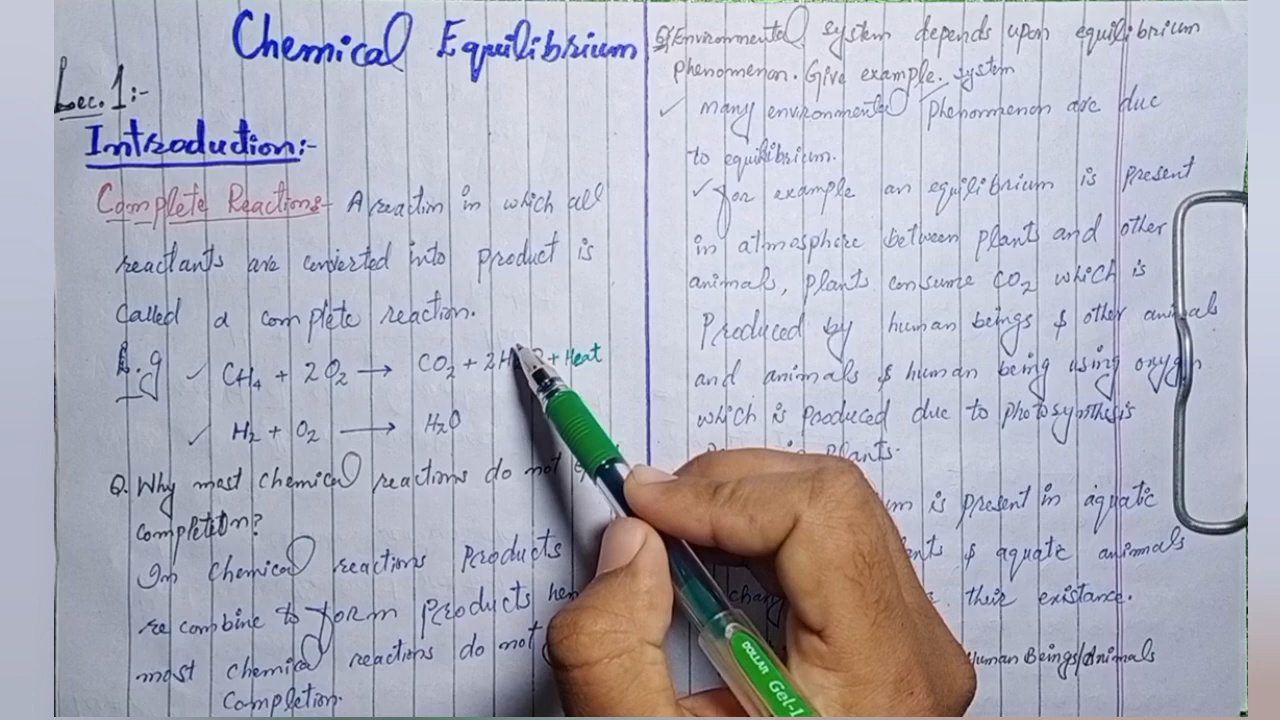 Chemical Equilibrium
Lec. 1:-
Introduction:-
Complete Reactions- A reaction in which all
reactants are converted into product is
Called a complete reaction.
E.g ✓ CH₄ + 2O₂ → CO₂ + 2H + Heat
✓ H₂ + O₂ → H₂O
Q. Why most Chemical reactions do not
completion?
In Chemical reactions Products
recombine to form Products
most chemical reactions do not
Completion.
Q Environmental system depends upon equilibrium
phenomenon. Give example. system
✓ many environmental phenomenon are due
to equilibrium.
✓ for example an equilibrium is present
in atmosphere between plants and other
animals, plants consume CO₂ which is
Produced by human beings & other animals
and animals & human being using oxygen
which is produced due to photosynthesis
plants.
is present in aquatic
& aquate animals
their existance.
Human Beings/Animals
DOLLAR Gel-1